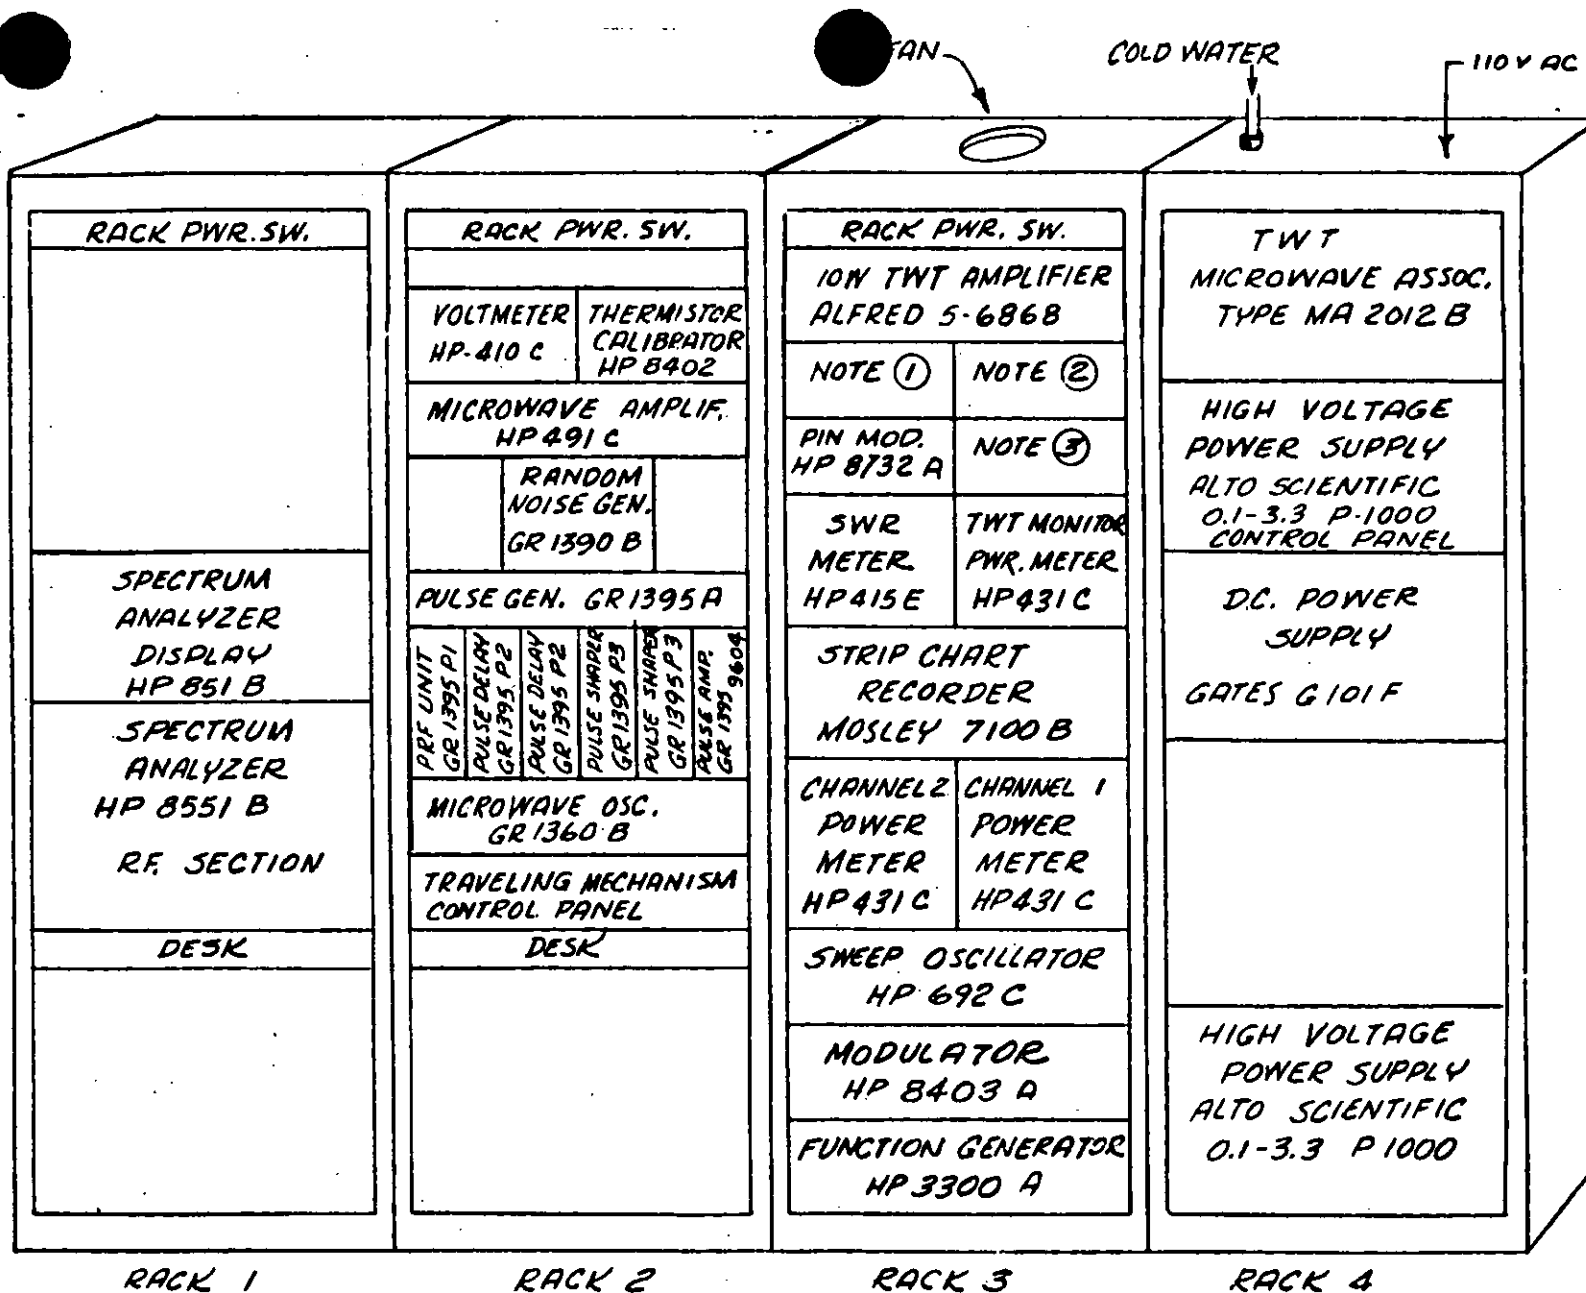 FAN
COLD WATER
110 V AC
RACK PWR. SW.
SPECTRUM
ANALYZER
DISPLAY
HP 851 B
SPECTRUM
ANALYZER
HP 8551 B
R.F. SECTION
DESK
RACK 1
RACK PWR. SW.
VOLTMETER
HP-410 C
THERMISTOR
CALIBRATOR
HP 8402
MICROWAVE AMPLIF.
HP 491 C
RANDOM
NOISE GEN.
GR 1390 B
PULSE GEN. GR 1395 A
PRF UNIT
GR 1395 P1
PULSE DELAY
GR 1395 P2
PULSE DELAY
GR 1395 P2
PULSE SHAPER
GR 1395 P3
PULSE SHAPER
GR 1395 P3
PULSE AMP.
GR 1395 9604
MICROWAVE OSC.
GR 1360 B
TRAVELING MECHANISM
CONTROL PANEL
DESK
RACK 2
RACK PWR. SW.
10W TWT AMPLIFIER
ALFRED 5-6868
NOTE ①
NOTE ②
PIN MOD.
HP 8732 A
NOTE ③
SWR
METER
HP 415 E
TWT MONITOR
PWR. METER
HP 431 C
STRIP CHART
RECORDER
MOSLEY 7100 B
CHANNEL 2
POWER
METER
HP 431 C
CHANNEL 1
POWER
METER
HP 431 C
SWEEP OSCILLATOR
HP 692 C
MODULATOR
HP 8403 A
FUNCTION GENERATOR
HP 3300 A
RACK 3
TWT
MICROWAVE ASSOC.
TYPE MA 2012 B
HIGH VOLTAGE
POWER SUPPLY
ALTO SCIENTIFIC
0.1-3.3 P-1000
CONTROL PANEL
D.C. POWER
SUPPLY
GATES G 101 F
HIGH VOLTAGE
POWER SUPPLY
ALTO SCIENTIFIC
0.1-3.3 P 1000
RACK 4